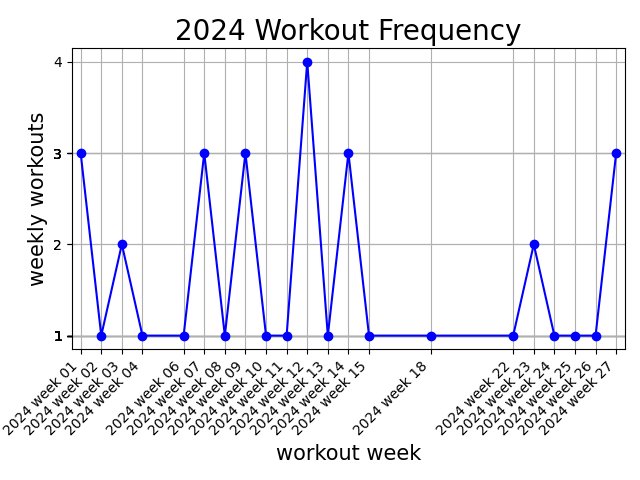 2024 Workout Frequency
weekly workouts
4
3
2
1
2024 week 01
2024 week 02
2024 week 03
2024 week 04
2024 week 06
2024 week 07
2024 week 08
2024 week 09
2024 week 10
2024 week 11
2024 week 12
2024 week 13
2024 week 14
2024 week 15
2024 week 18
2024 week 22
2024 week 23
2024 week 24
2024 week 25
2024 week 26
2024 week 27
workout week